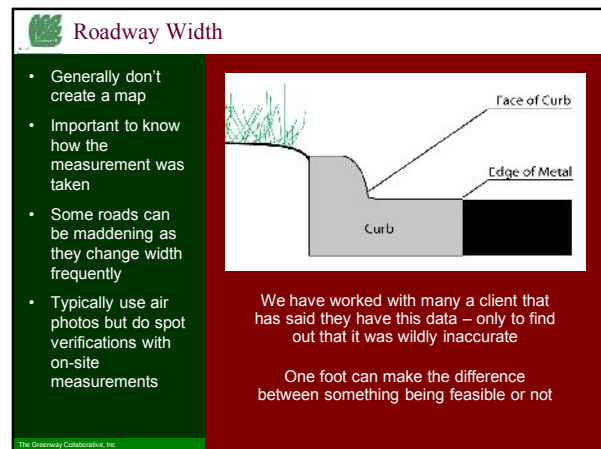 Roadway Width
• Generally don't
create a map
• Important to know
how the
measurement was
taken
• Some roads can
be maddening as
they change width
frequently
• Typically use air
photos but do spot
verifications with
on-site
measurements
Face of Curb
Edge of Metal
Curb
We have worked with many a client that
has said they have this data – only to find
out that it was wildly inaccurate
One foot can make the difference
between something being feasible or not
The Greenway Collaborative, Inc